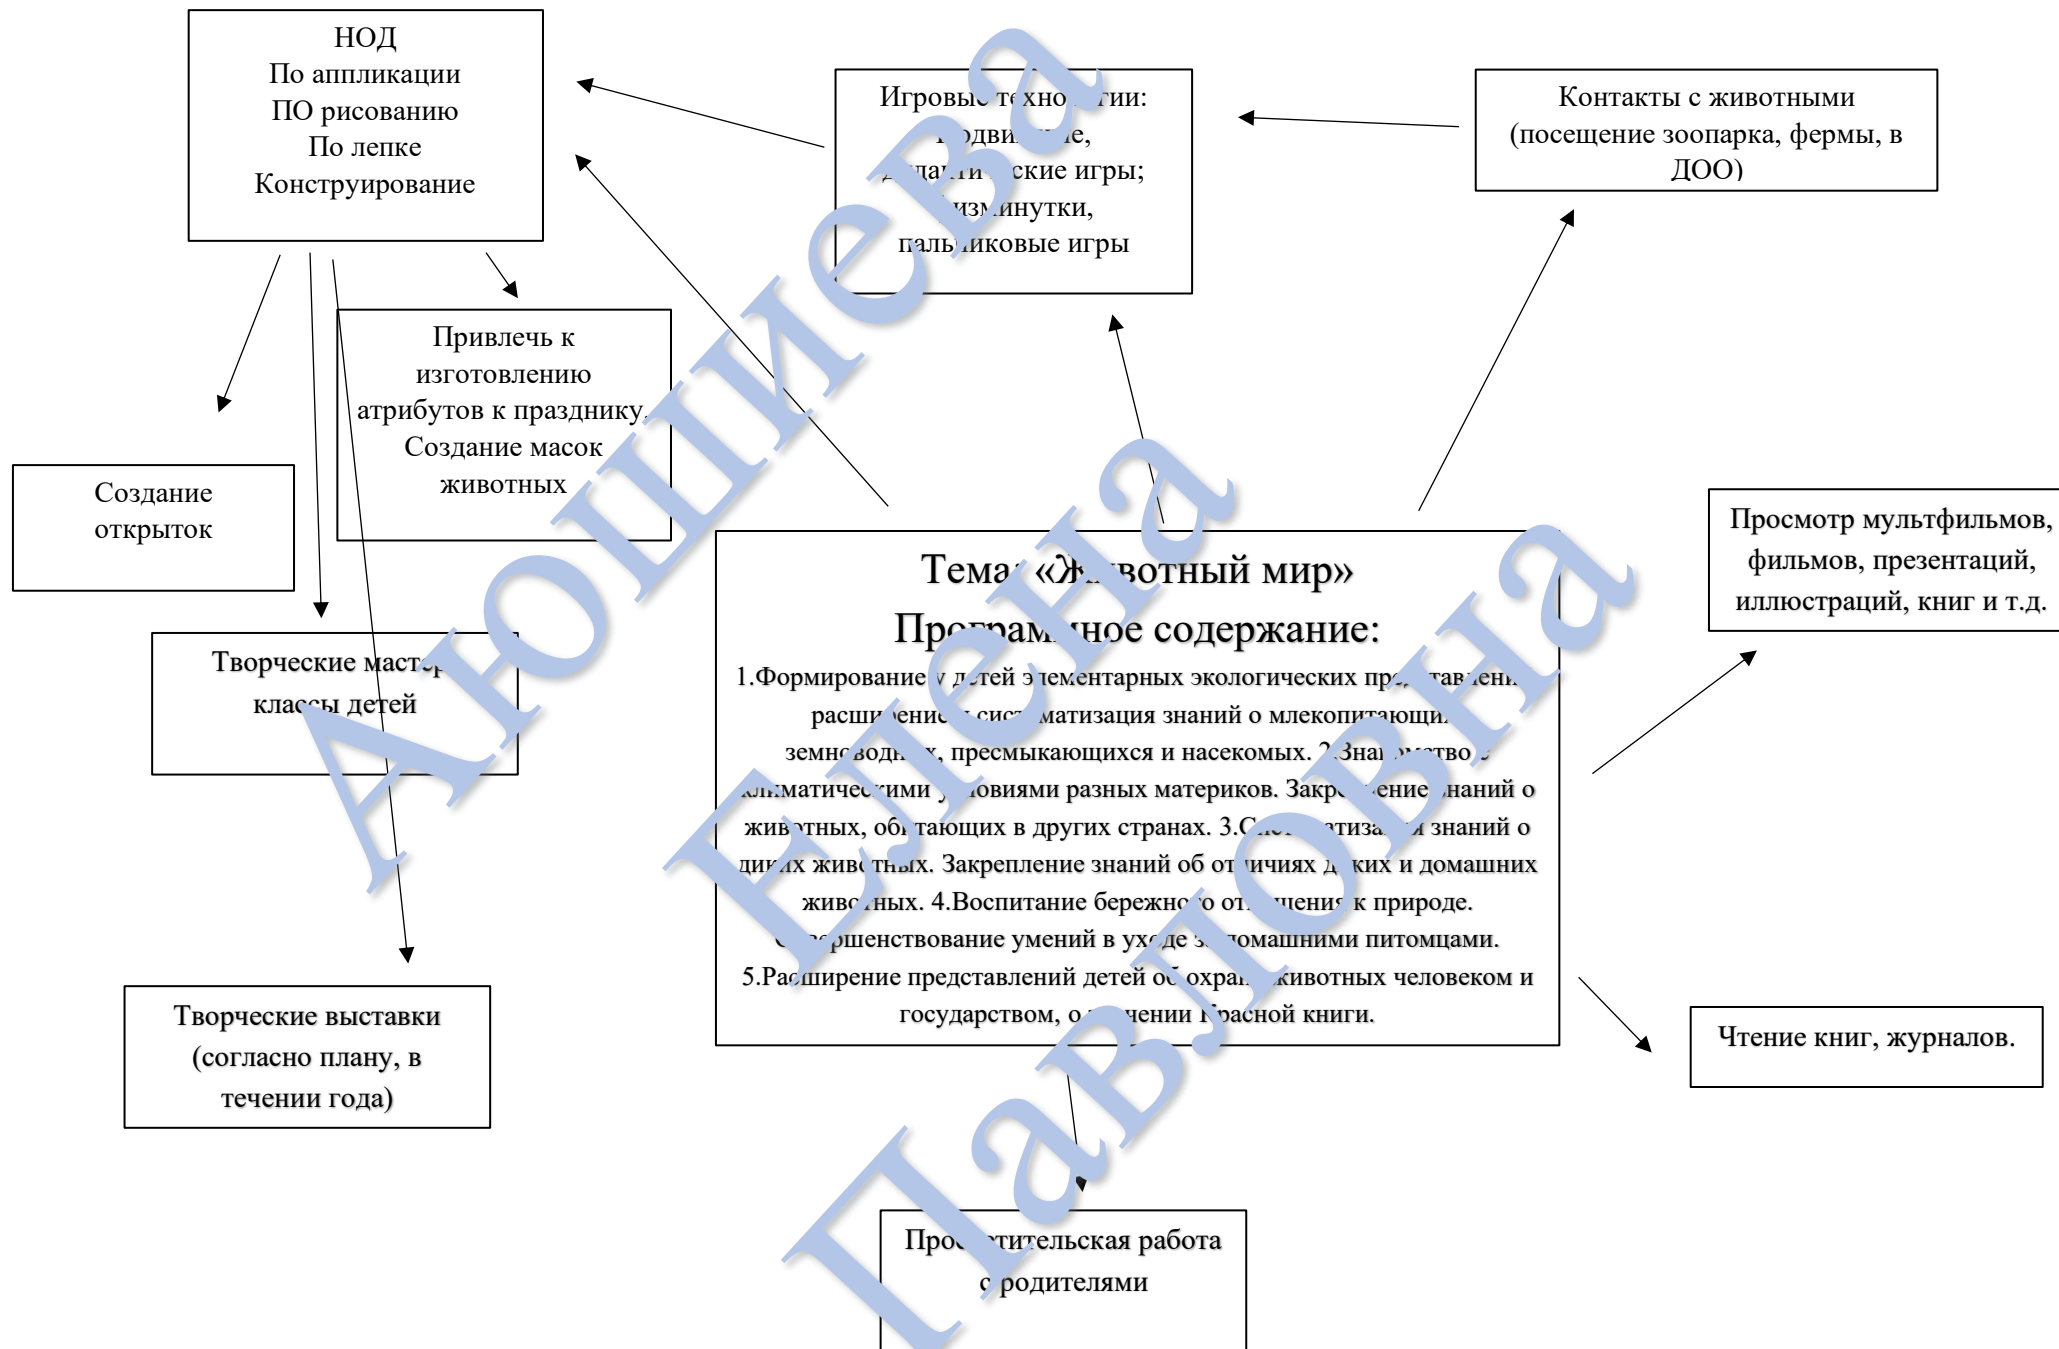 НОД
По аппликации
ПО рисованию
По лепке
Конструирование
Игровые технологии:
подвижные,
дидактические игры;
физминутки,
пальчиковые игры
Контакты с животными
(посещение зоопарка, фермы, в
ДОО)
Привлечь к
изготовлению
атрибутов к празднику.
Создание масок
животных
Создание
открыток
Творческие мастер
классы детей
Творческие выставки
(согласно плану, в
течении года)
Тема: «Животный мир»
Программное содержание:
1.Формирование у детей элементарных экологических представлений
расширение и систематизация знаний о млекопитающих
земноводных, пресмыкающихся и насекомых. 2.Знакомство с
климатическими условиями разных материков. Закрепление знаний о
животных, обитающих в других странах. 3.Систематизация знаний о
диких животных. Закрепление знаний об отличиях диких и домашних
животных. 4.Воспитание бережного отношения к природе.
Совершенствование умений в уходе за домашними питомцами.
5.Расширение представлений детей об охране животных человеком и
государством, о значении Красной книги.
Просмотр мультфильмов,
фильмов, презентаций,
иллюстраций, книг и т.д.
Чтение книг, журналов.
Просветительская работа
с родителями
Аюшиева
Елена
Павловна